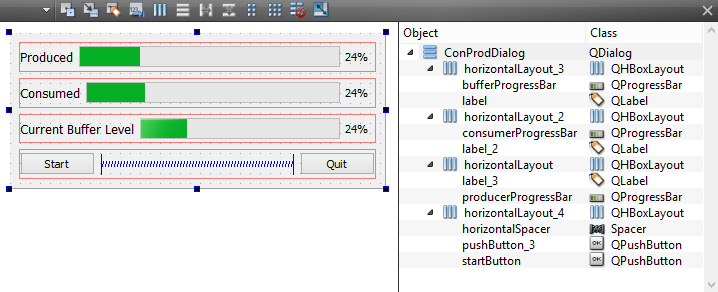 Object Class
ConProdDialog QDialog
horizontalLayout_3 QHBoxLayout
bufferProgressBar QProgressBar
label QLabel
horizontalLayout_2 QHBoxLayout
consumerProgressBar QProgressBar
label_2 QLabel
horizontalLayout QHBoxLayout
label_3 QLabel
producerProgressBar QProgressBar
horizontalLayout_4 QHBoxLayout
horizontalSpacer Spacer
pushButton_3 QPushButton
startButton QPushButton
Produced 24%
Consumed 24%
Current Buffer Level 24%
Start Quit